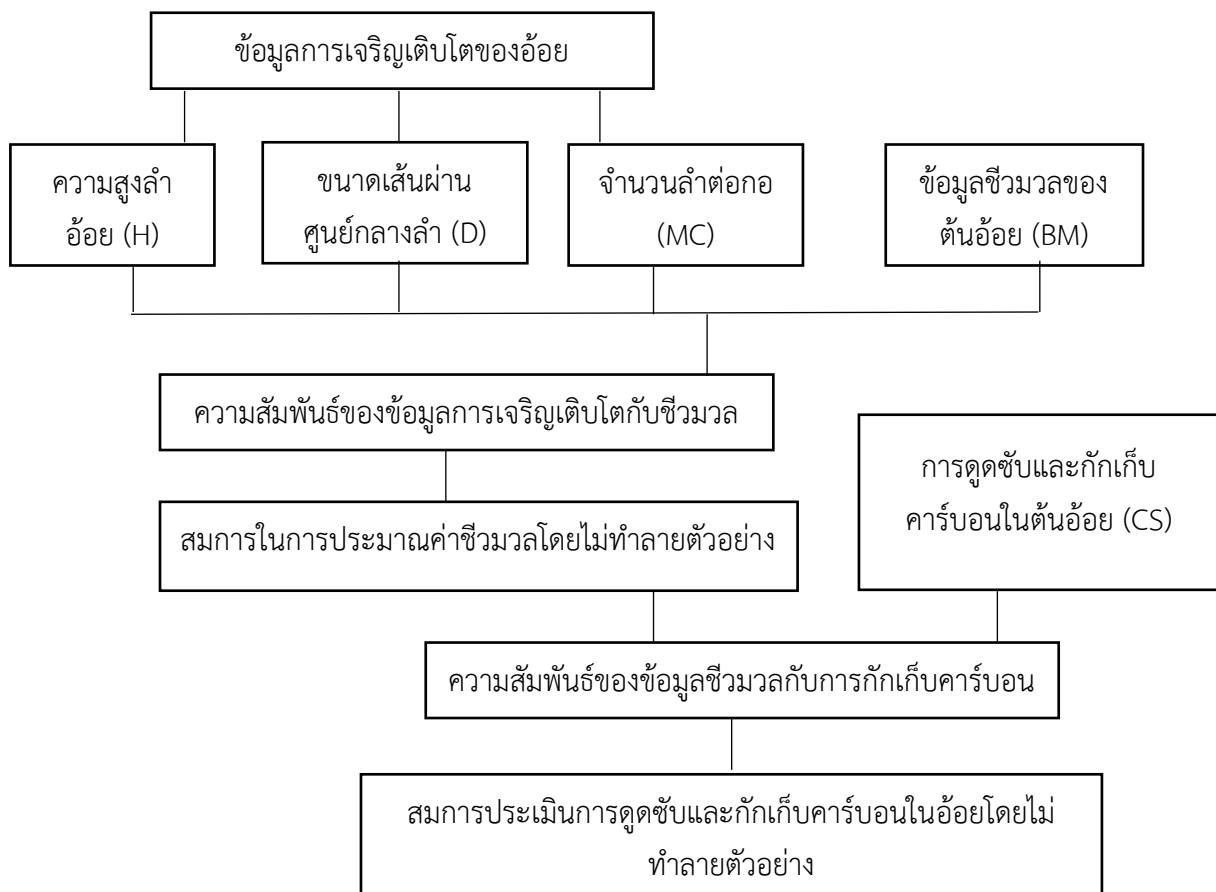 ข้อมูลการเจริญเติบโตของอ้อย
ความสูงลำ
อ้อย (H)
ขนาดเส้นผ่าน
ศูนย์กลางลำ (D)
จำนวนลำต่อกอ
(MC)
ข้อมูลชีวมวลของ
ต้นอ้อย (BM)
ความสัมพันธ์ของข้อมูลการเจริญเติบโตกับชีวมวล
การดูดซับและกักเก็บ
คาร์บอนในต้นอ้อย (CS)
สมการในการประมาณค่าชีวมวลโดยไม่ทำลายตัวอย่าง
ความสัมพันธ์ของข้อมูลชีวมวลกับการกักเก็บคาร์บอน
สมการประเมินการดูดซับและกักเก็บคาร์บอนในอ้อยโดยไม่
ทำลายตัวอย่าง